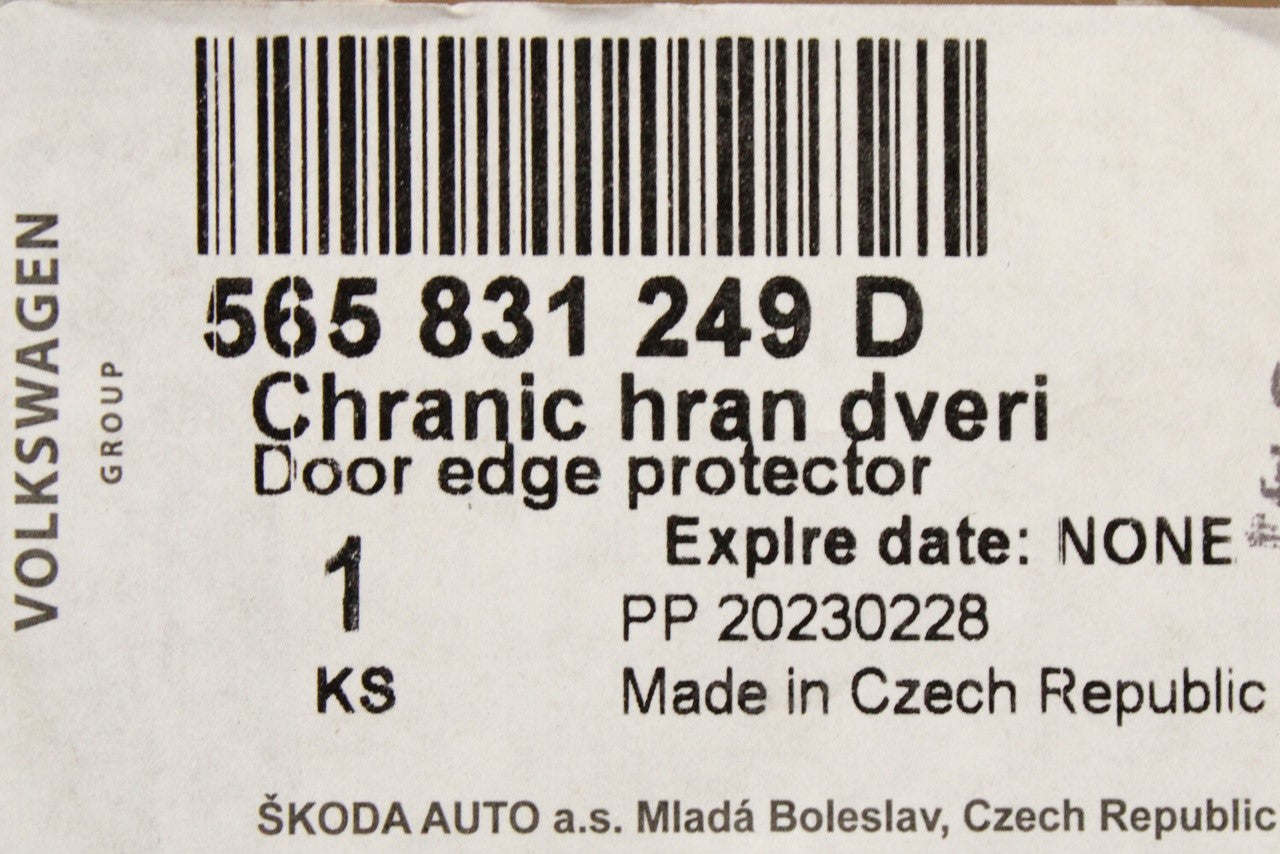 VOLKSWAGEN
GROUP
565 831 249 D
Chranic hran dveri
Door edge protector
Expire date: NONE
1
PP 20230228
KS
Made in Czech Republic
ŠKODA AUTO a.s. Mladá Boleslav, Czech Republic